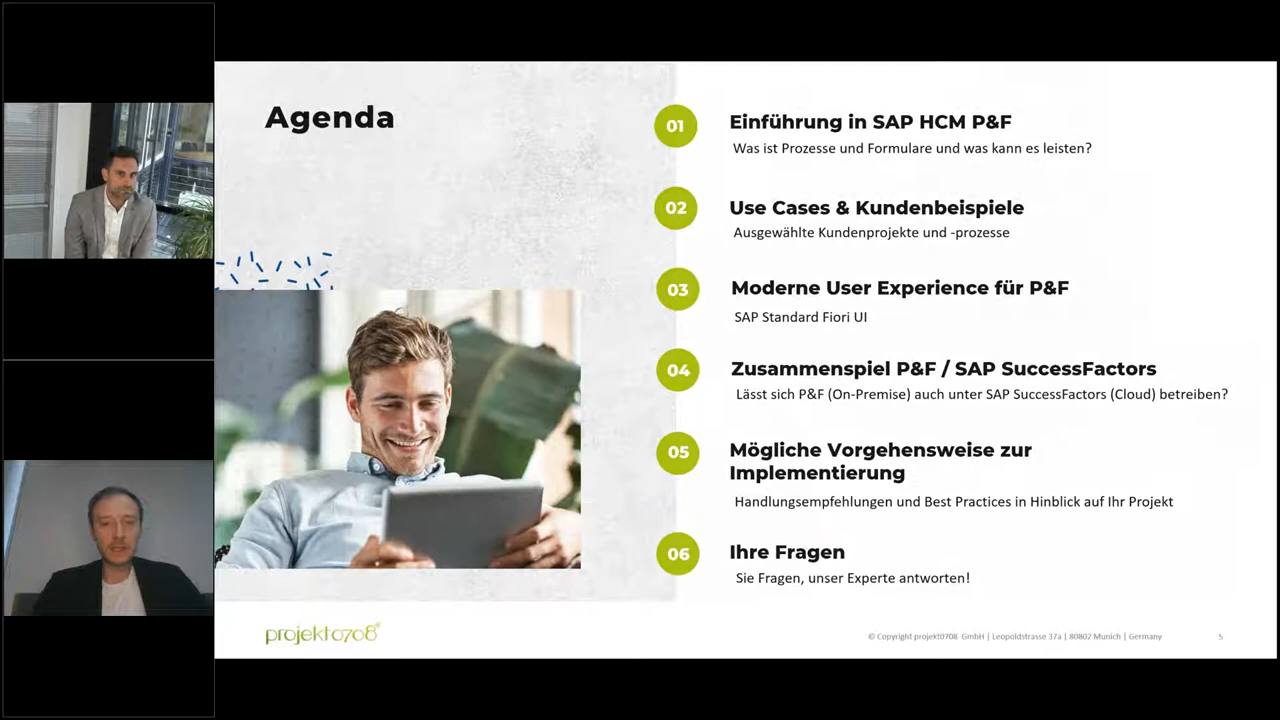 Agenda
01
Einführung in SAP HCM P&F
Was ist Prozesse und Formulare und was kann es leisten?
02
Use Cases & Kundenbeispiele
Ausgewählte Kundenprojekte und -prozesse
03
Moderne User Experience für P&F
SAP Standard Fiori UI
04
Zusammenspiel P&F / SAP SuccessFactors
Lässt sich P&F (On-Premise) auch unter SAP SuccessFactors (Cloud) betreiben?
05
Mögliche Vorgehensweise zur
Implementierung
Handlungsempfehlungen und Best Practices in Hinblick auf Ihr Projekt
06
Ihre Fragen
Sie Fragen, unser Experte antworten!
projekt0708®
© Copyright projekt0708 GmbH | Leopoldstrasse 37a | 80802 Munich | Germany
5